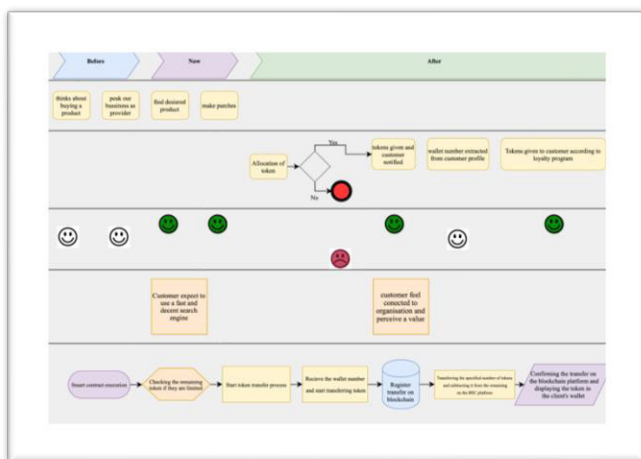 Before
Now
After
thinks about
buying a
product
peak our
bussiness as
provider
find desiered
product
make purches
Allocation of
token
Yes
No
tokens given and
customer
notified
wallet number extracted
from customer profile
Tokens given to customer according to
loyalty program
Customer expect to
use a fast and
decent search
engine
customer feel
conected to
organisation and
perceive a value
Smart contract execution
Checking the remaining
token if they are limited
Start token transfer process
Recieve the wallet number
and start transferring token
Register
transfer on
blockchain
Transferring the specified number of tokens
and subtracting it from the remaining
on the BSC platform
Confirming the transfer on
the blockchain platform and
displaying the token in
the client's wallet